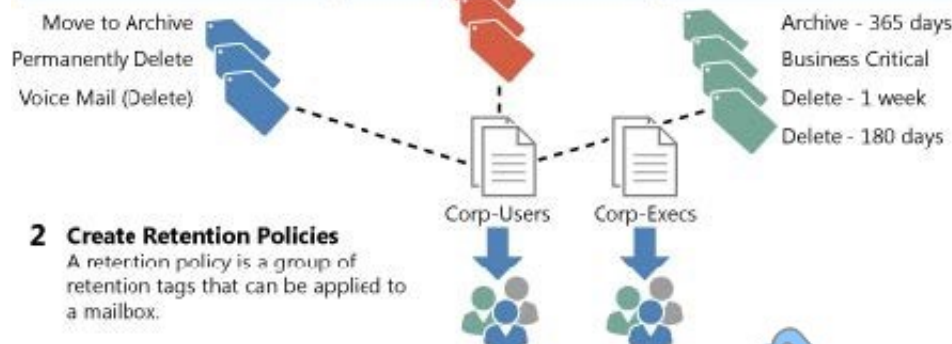 Move to Archive
Permanently Delete
Voice Mail (Delete)
Archive - 365 days
Business Critical
Delete - 1 week
Delete - 180 days
Corp-Users
Corp-Execs
2 Create Retention Policies
A retention policy is a group of
retention tags that can be applied to
a mailbox.